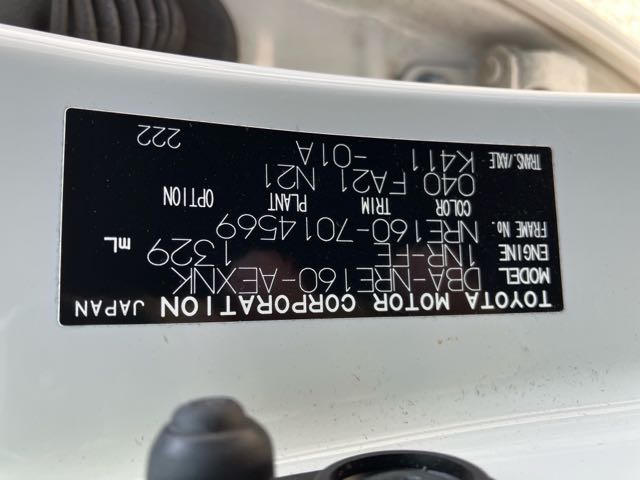 TOYOTA MOTOR CORPORATION JAPAN
MODEL DBA-NRE160-AEXNK
ENGINE 1NR-FE 1329 mL
FRAME No. NRE160-7014569
COLOR TRIM PLANT OPTION
040 FA21 N21
TRANS./AXLE K411
-01A
222